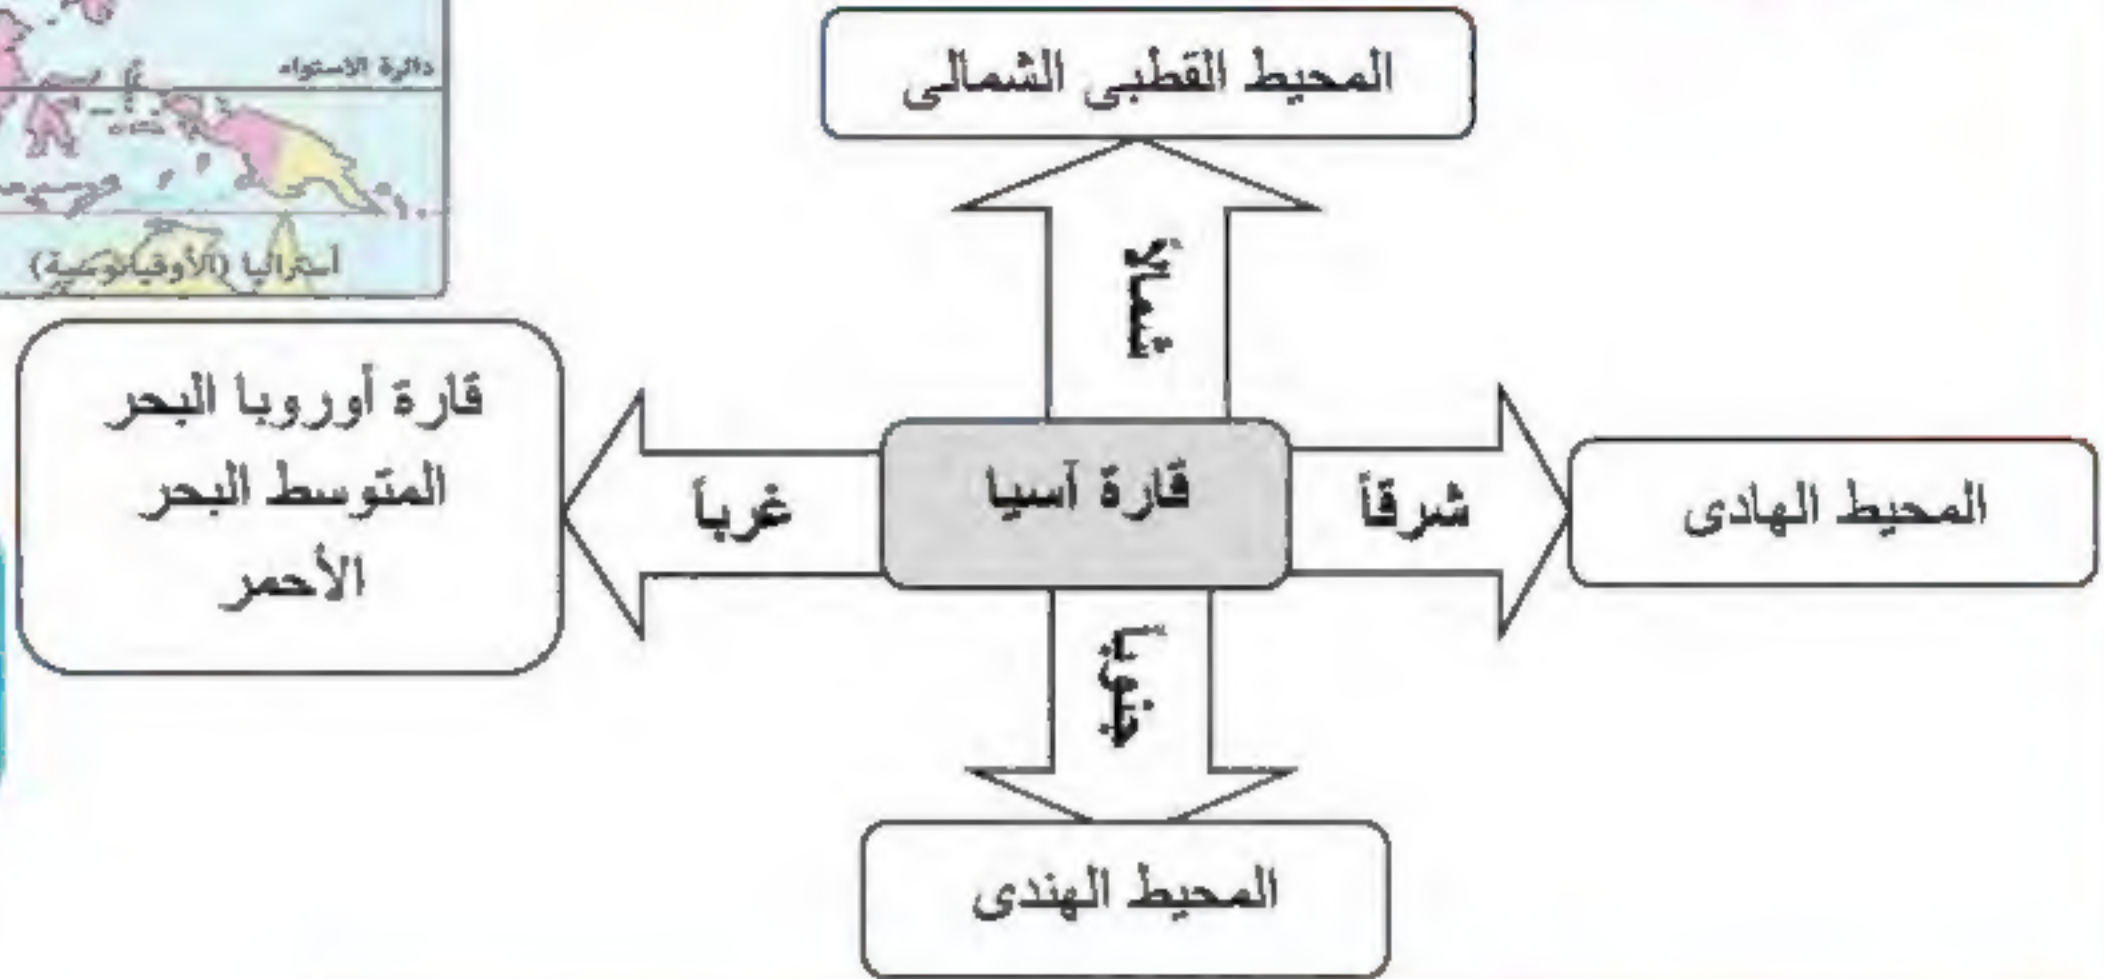 دائرة الاستواء
أستراليا (الأوقيانوسية)
المحيط القطبى الشمالى
شمالاً
قارة أوروبا البحر
المتوسط البحر
الأحمر
غرباً
قارة آسيا
شرقاً
المحيط الهادى
جنوباً
المحيط الهندى